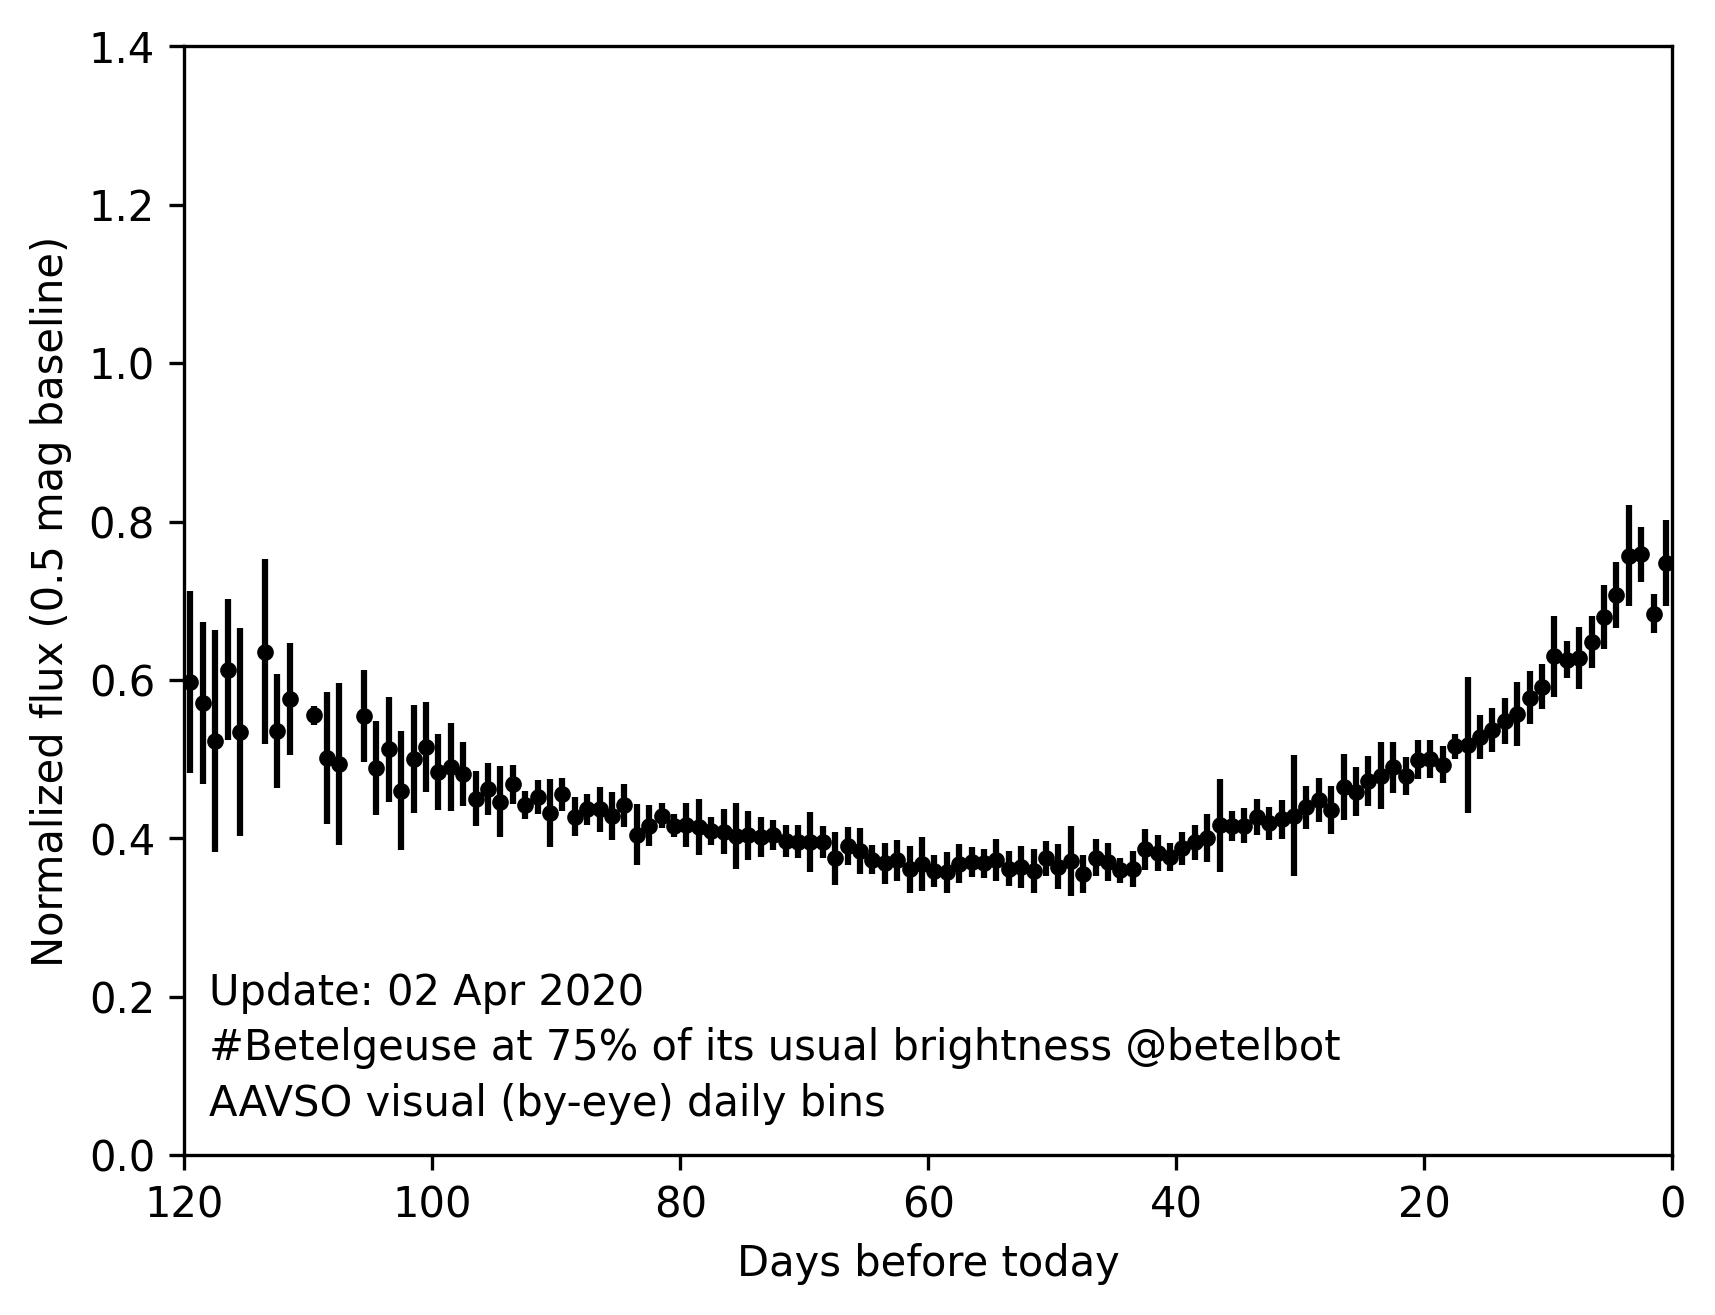 1.4
1.2
1.0
0.8
0.6
0.4
0.2
0.0
Normalized flux (0.5 mag baseline)
Update: 02 Apr 2020
#Betelgeuse at 75% of its usual brightness @betelbot
AAVSO visual (by-eye) daily bins
120 100 80 60 40 20 0
Days before today